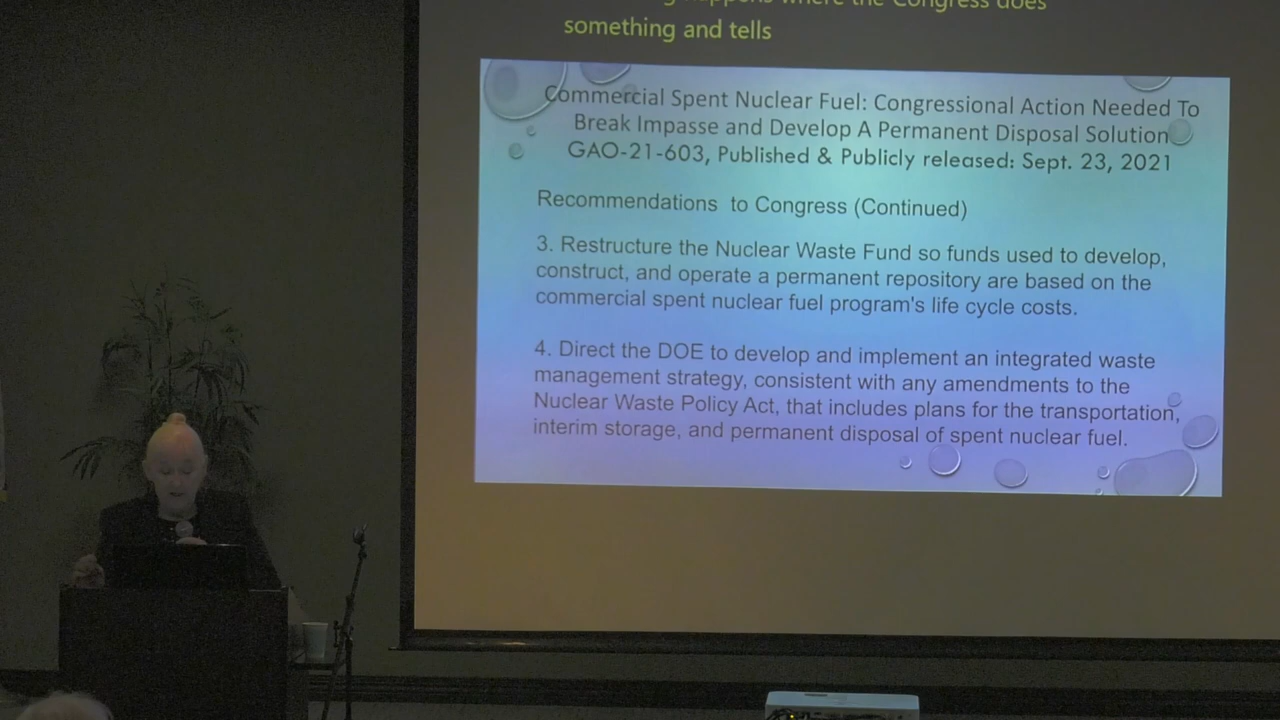 happens where the Congress does
something and tells
Commercial Spent Nuclear Fuel: Congressional Action Needed To
Break Impasse and Develop A Permanent Disposal Solution
GAO-21-603, Published & Publicly released: Sept. 23, 2021
Recommendations to Congress (Continued)
3. Restructure the Nuclear Waste Fund so funds used to develop,
construct, and operate a permanent repository are based on the
commercial spent nuclear fuel program's life cycle costs.
4. Direct the DOE to develop and implement an integrated waste
management strategy, consistent with any amendments to the
Nuclear Waste Policy Act, that includes plans for the transportation,
interim storage, and permanent disposal of spent nuclear fuel.